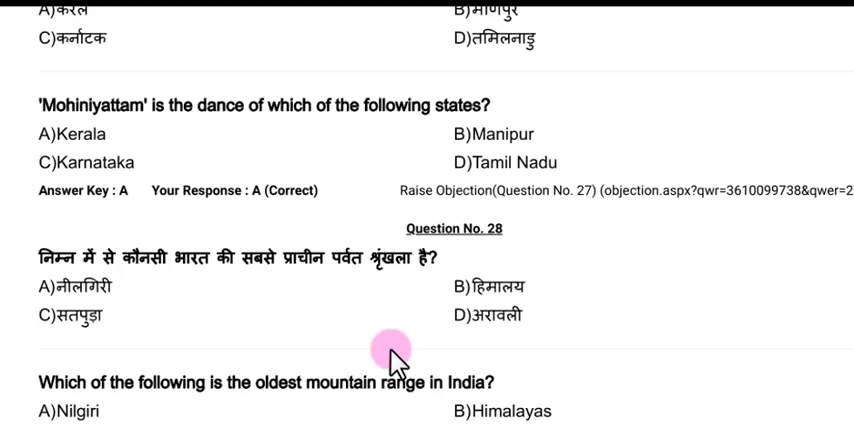 A)केरल B)मणिपुर
C)कर्नाटक D)तमिलनाडु
'Mohiniyattam' is the dance of which of the following states?
A)Kerala B)Manipur
C)Karnataka D)Tamil Nadu
Answer Key : A Your Response : A (Correct) Raise Objection(Question No. 27) (objection.aspx?qwr=3610099738&qwer=2
Question No. 28
निम्न में से कौनसी भारत की सबसे प्राचीन पर्वत श्रृंखला है?
A)नीलगिरी B)हिमालय
C)सतपुड़ा D)अरावली
Which of the following is the oldest mountain range in India?
A)Nilgiri B)Himalayas